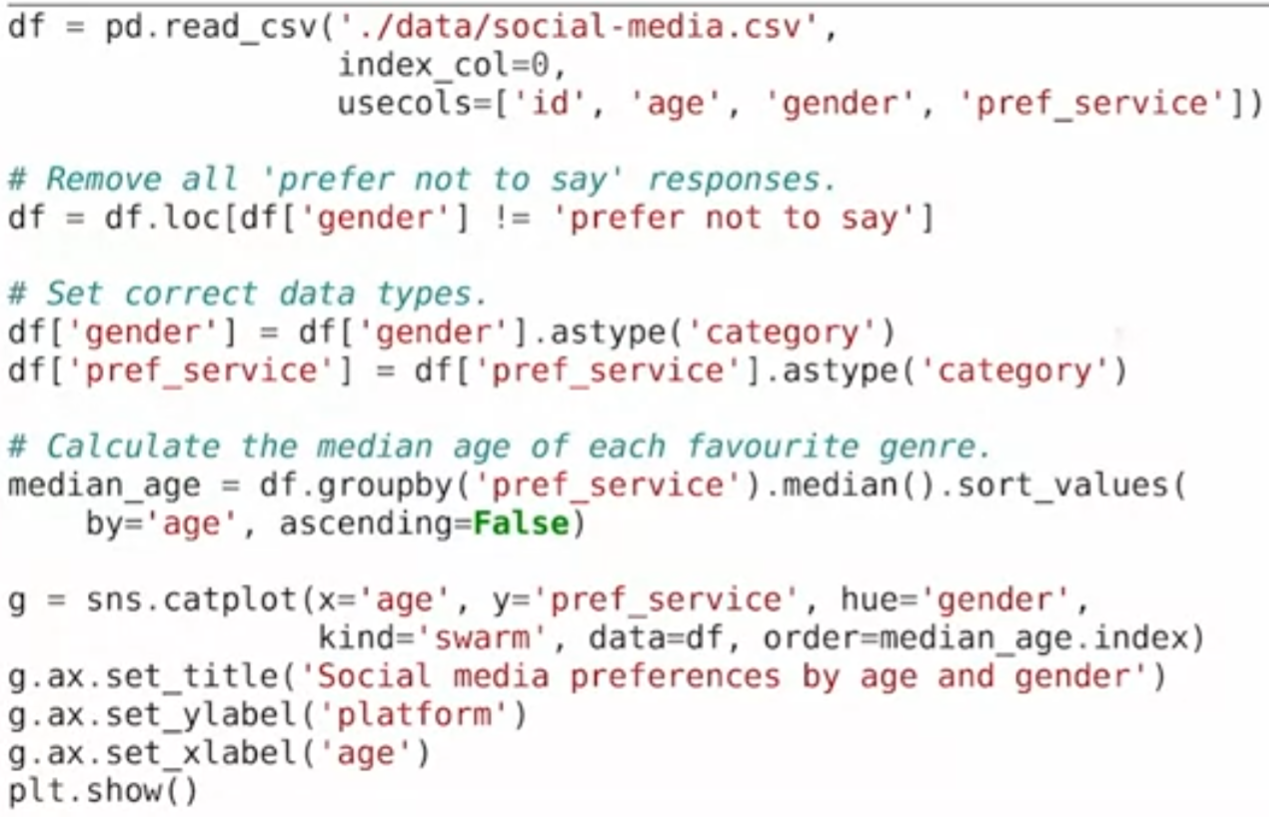 df = pd.read_csv('./data/social-media.csv',
                 index_col=0,
                 usecols=['id', 'age', 'gender', 'pref_service'])

# Remove all 'prefer not to say' responses.
df = df.loc[df['gender'] != 'prefer not to say']

# Set correct data types.
df['gender'] = df['gender'].astype('category')
df['pref_service'] = df['pref_service'].astype('category')

# Calculate the median age of each favourite genre.
median_age = df.groupby('pref_service').median().sort_values(
    by='age', ascending=False)

g = sns.catplot(x='age', y='pref_service', hue='gender',
                kind='swarm', data=df, order=median_age.index)
g.ax.set_title('Social media preferences by age and gender')
g.ax.set_ylabel('platform')
g.ax.set_xlabel('age')
plt.show()